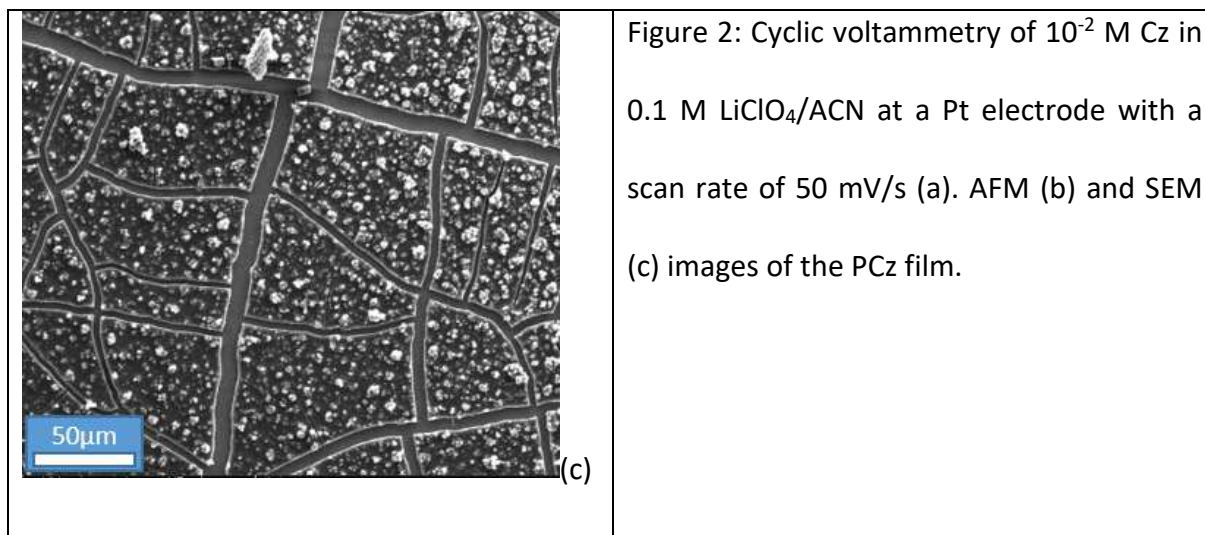 50µm
(c)
Figure 2: Cyclic voltammetry of 10⁻² M Cz in
0.1 M LiClO₄/ACN at a Pt electrode with a
scan rate of 50 mV/s (a). AFM (b) and SEM
(c) images of the PCz film.